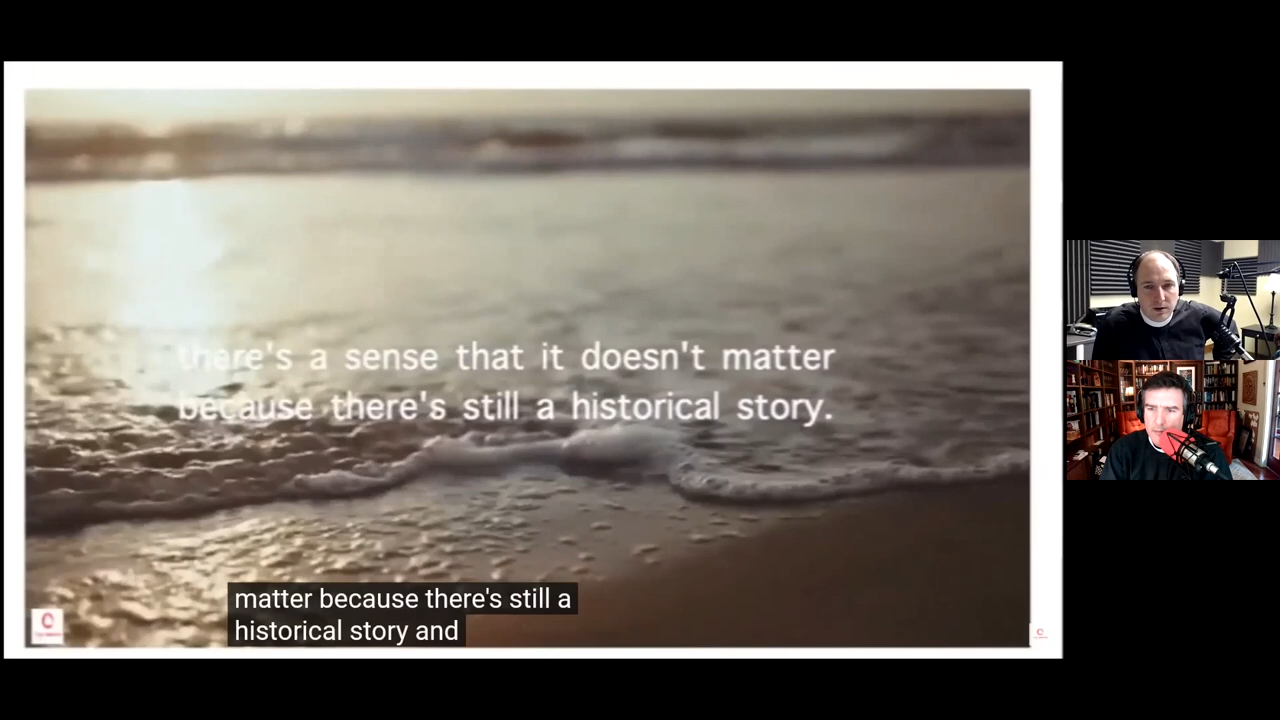 there's a sense that it doesn't matter
because there's still a historical story.
matter because there's still a
historical story and